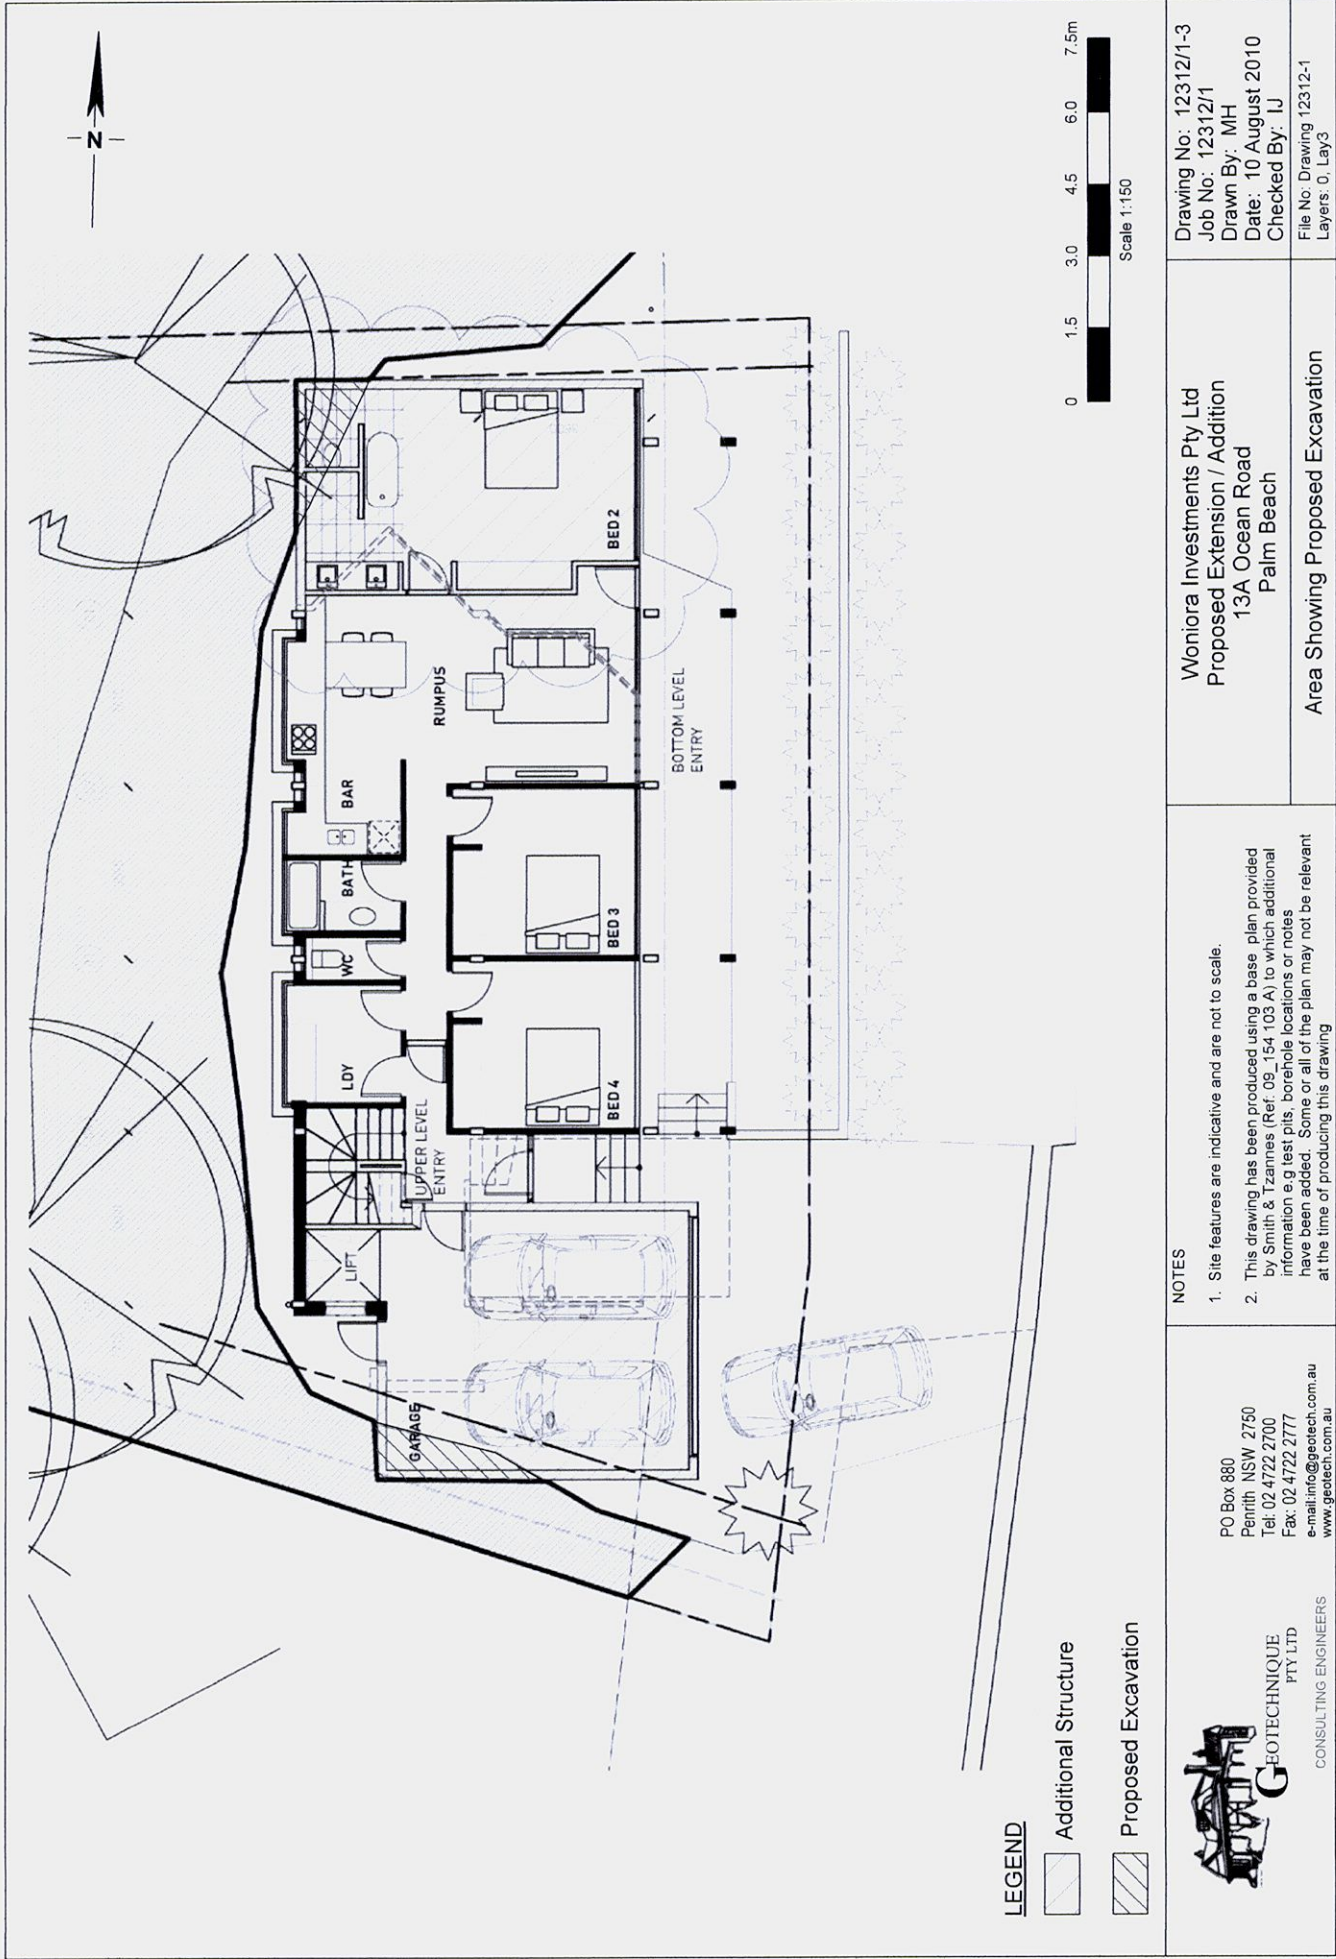 N
BED 2
RUMPUS
BAR
BATH
WC
LDY
BED 3
BED 4
BOTTOM LEVEL
ENTRY
UPPER LEVEL
ENTRY
LIFT
GARAGE
0 1.5 3.0 4.5 6.0 7.5m
Scale 1:150
LEGEND
Additional Structure
Proposed Excavation
GEOTECHNIQUE
PTY LTD
CONSULTING ENGINEERS
PO Box 880
Penrith NSW 2750
Tel: 02 4722 2700
Fax: 02 4722 2777
e-mail:info@geotech.com.au
www.geotech.com.au
NOTES
1. Site features are indicative and are not to scale.
2. This drawing has been produced using a base plan provided
by Smith & Tzannes (Ref: 09_154 103 A) to which additional
information e.g test pits, borehole locations or notes
have been added. Some or all of the plan may not be relevant
at the time of producing this drawing
Woniora Investments Pty Ltd
Proposed Extension / Addition
13A Ocean Road
Palm Beach
Area Showing Proposed Excavation
Drawing No: 12312/1-3
Job No: 12312/1
Drawn By: MH
Date: 10 August 2010
Checked By: IJ
File No: Drawing 12312-1
Layers: 0, Lay3